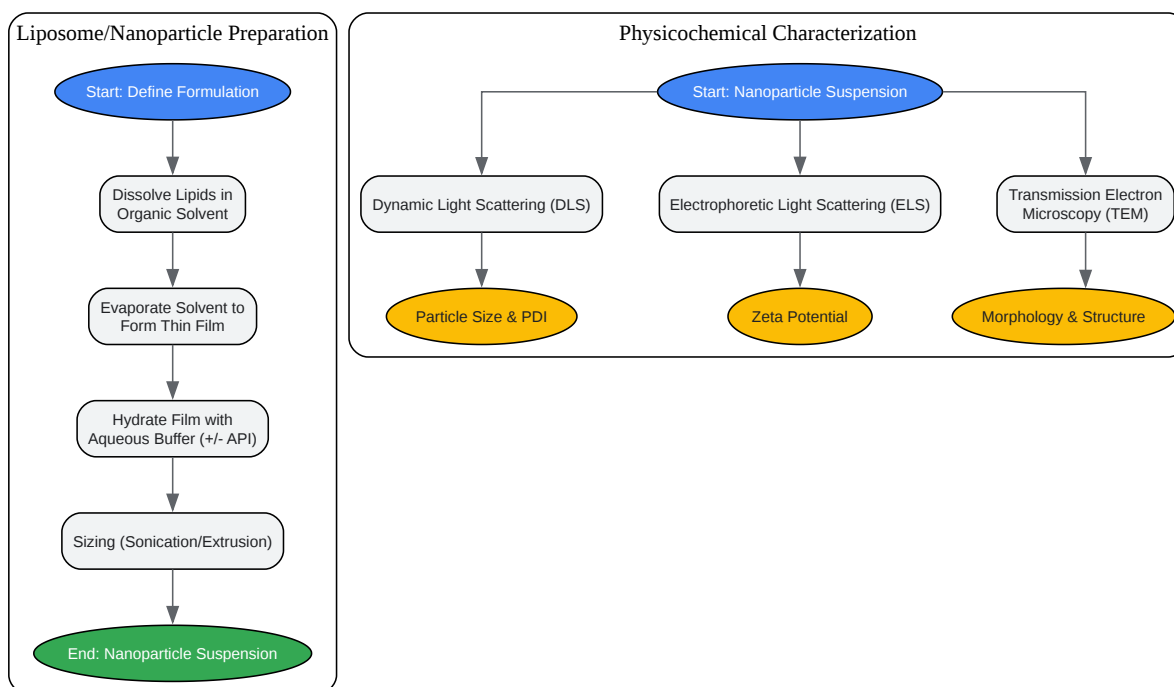 Liposome/Nanoparticle Preparation
Start: Define Formulation
Dissolve Lipids in
Organic Solvent
Evaporate Solvent to
Form Thin Film
Hydrate Film with
Aqueous Buffer (+/- API)
Sizing (Sonication/Extrusion)
End: Nanoparticle Suspension
Physicochemical Characterization
Start: Nanoparticle Suspension
Dynamic Light Scattering (DLS)
Electrophoretic Light Scattering (ELS)
Transmission Electron
Microscopy (TEM)
Particle Size & PDI
Zeta Potential
Morphology & Structure